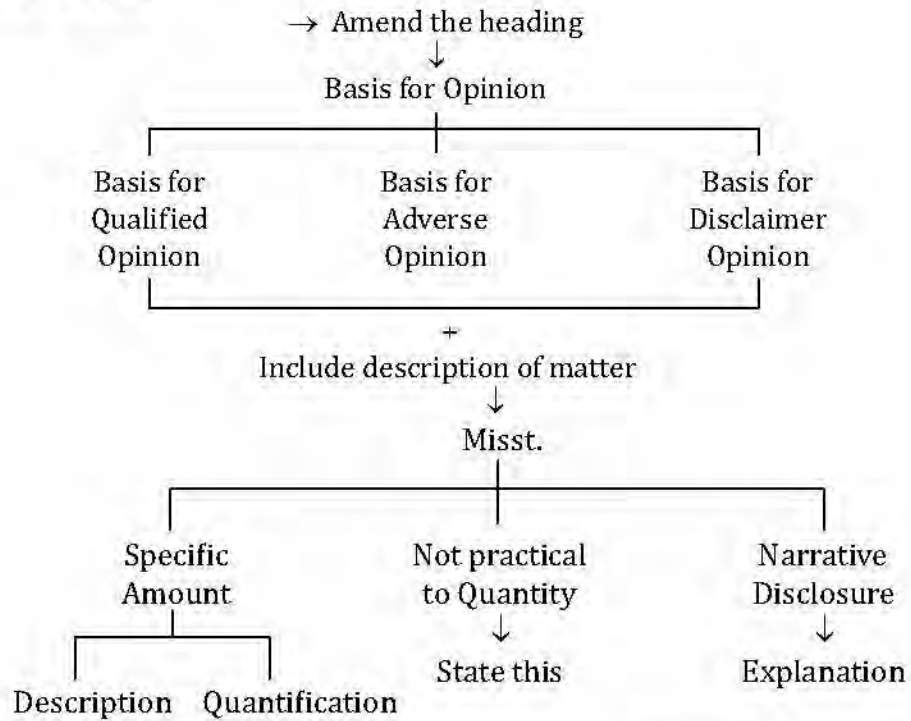 → Amend the heading
↓
Basis for Opinion
Basis for
Qualified
Opinion
Basis for
Adverse
Opinion
Basis for
Disclaimer
Opinion
+
Include description of matter
↓
Misst.
Specific
Amount
Description Quantification
Not practical
to Quantity
↓
State this
Narrative
Disclosure
↓
Explanation